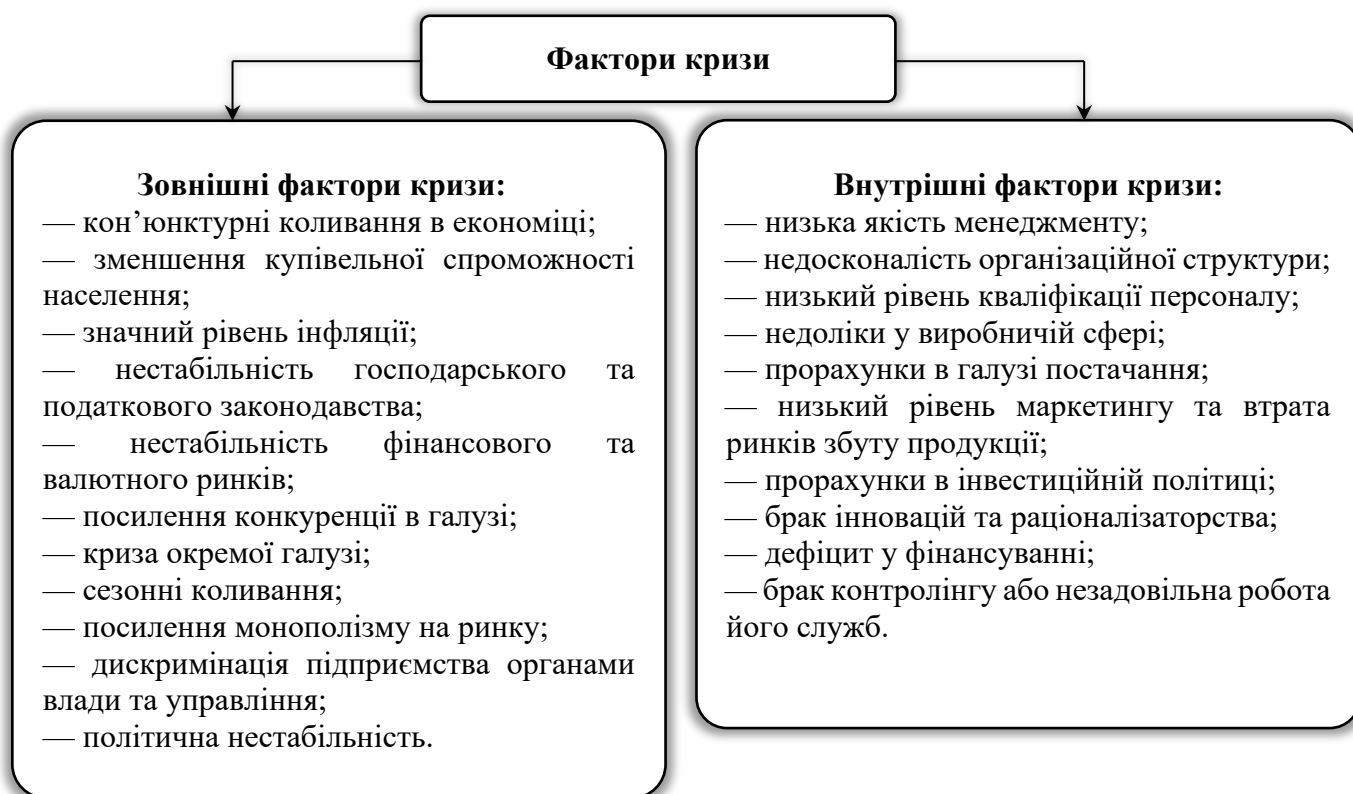 Фактори кризи
Зовнішні фактори кризи:
— кон’юнктурні коливання в економіці;
— зменшення купівельної спроможності
населення;
— значний рівень інфляції;
— нестабільність господарського та
податкового законодавства;
— нестабільність фінансового та
валютного ринків;
— посилення конкуренції в галузі;
— криза окремої галузі;
— сезонні коливання;
— посилення монополізму на ринку;
— дискримінація підприємства органами
влади та управління;
— політична нестабільність.
Внутрішні фактори кризи:
— низька якість менеджменту;
— недосконалість організаційної структури;
— низький рівень кваліфікації персоналу;
— недоліки у виробничій сфері;
— прорахунки в галузі постачання;
— низький рівень маркетингу та втрата
ринків збуту продукції;
— прорахунки в інвестиційній політиці;
— брак інновацій та раціоналізаторства;
— дефіцит у фінансуванні;
— брак контролінгу або незадовільна робота
його служб.